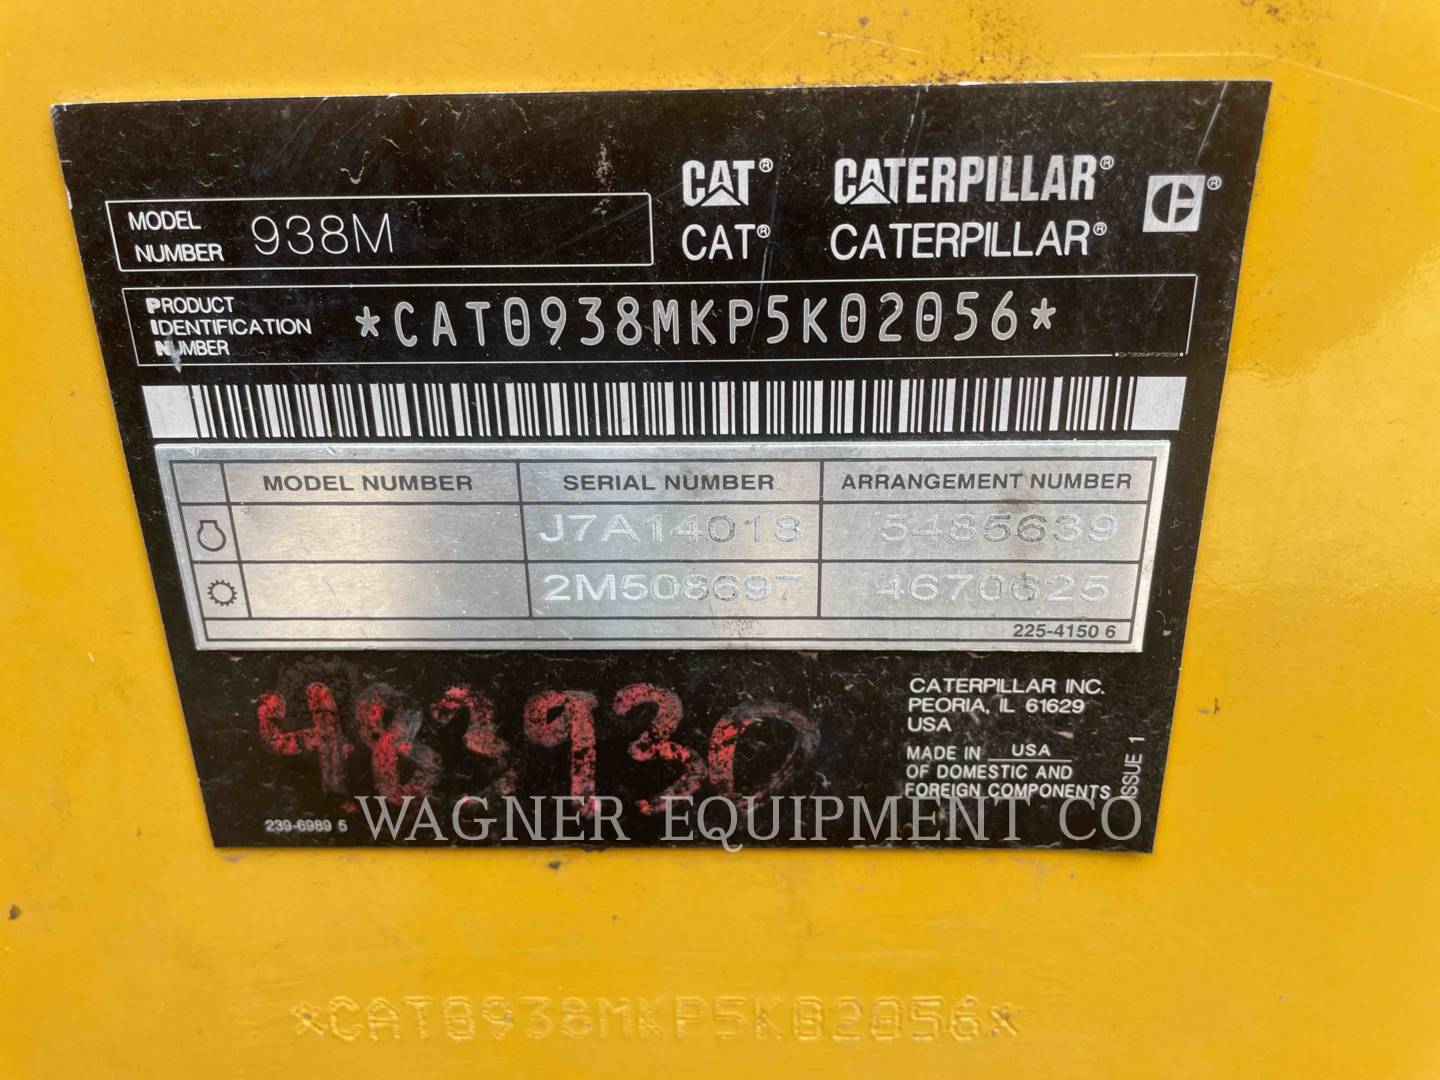 CAT® CATERPILLAR®
CAT® CATERPILLAR®
MODEL NUMBER 938M
PRODUCT IDENTIFICATION NUMBER *CAT0938MKP5K02056*
MODEL NUMBER SERIAL NUMBER ARRANGEMENT NUMBER
J7A14018 5485639
2M508697 4670625
225-4150 6
483930
CATERPILLAR INC.
PEORIA, IL 61629
USA
MADE IN USA
OF DOMESTIC AND
FOREIGN COMPONENTS
ISSUE 1
239-6989 5
WAGNER EQUIPMENT CO
*CAT0938MKP5K02056*